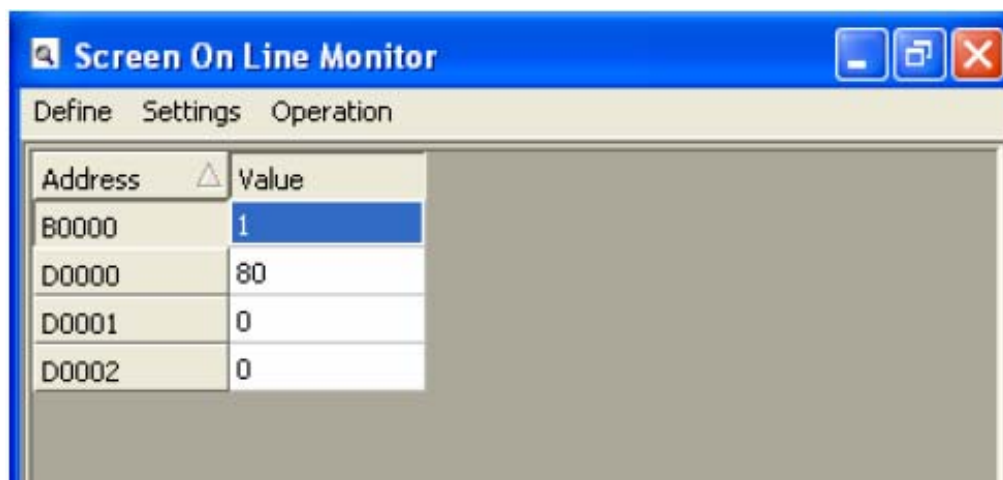 Screen On Line Monitor
Define Settings Operation
Address Value
B0000 1
D0000 80
D0001 0
D0002 0